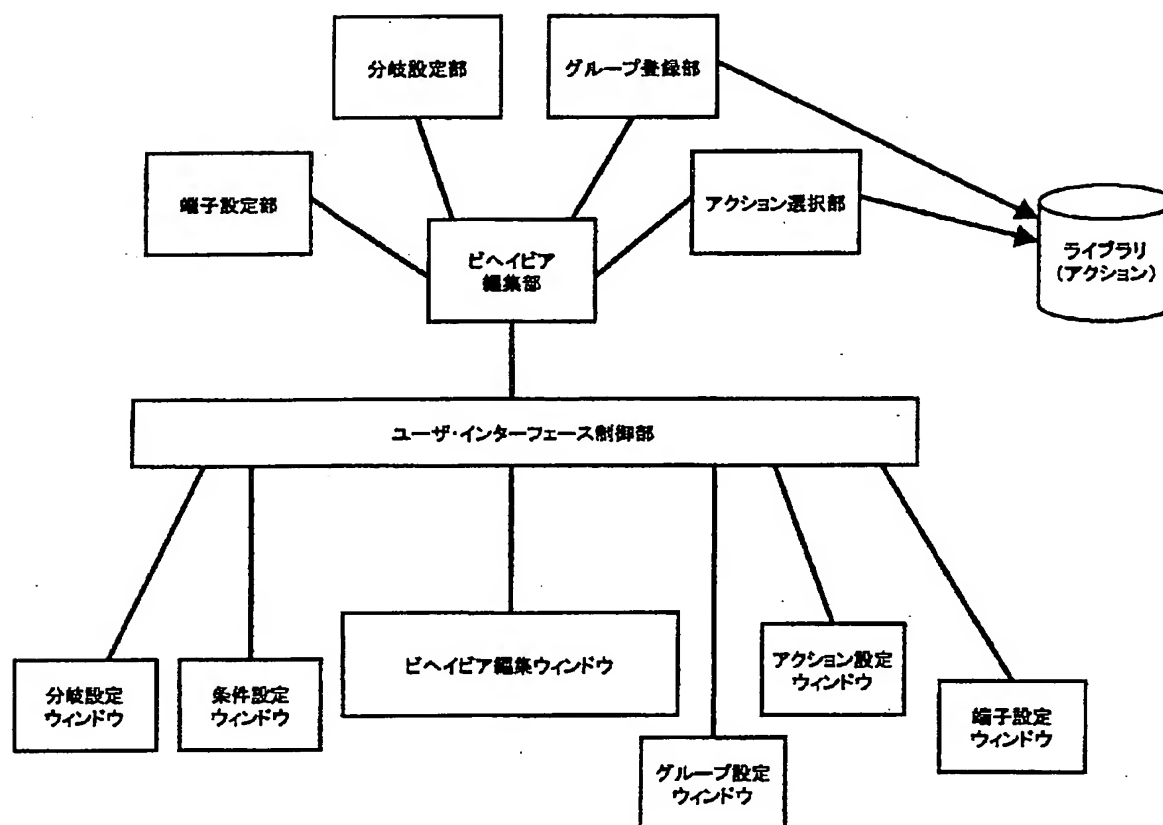 分岐設定部
グループ登録部
端子設定部
アクション選択部
ビヘイビア
編集部
ライブラリ
(アクション)
ユーザ・インターフェース制御部
分岐設定
ウィンドウ
条件設定
ウィンドウ
ビヘイビア編集ウィンドウ
グループ設定
ウィンドウ
アクション設定
ウィンドウ
端子設定
ウィンドウ